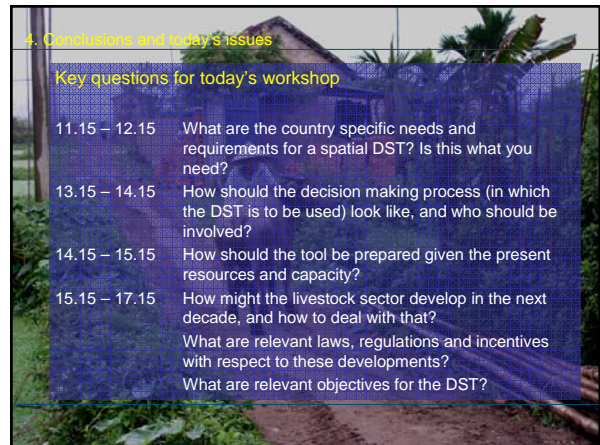 4. Conclusions and today's issues
Key questions for today's workshop
11.15 – 12.15 What are the country specific needs and
requirements for a spatial DST? Is this what you
need?
13.15 – 14.15 How should the decision making process (in which
the DST is to be used) look like, and who should be
involved?
14.15 – 15.15 How should the tool be prepared given the present
resources and capacity?
15.15 – 17.15 How might the livestock sector develop in the next
decade, and how to deal with that?
What are relevant laws, regulations and incentives
with respect to these developments?
What are relevant objectives for the DST?